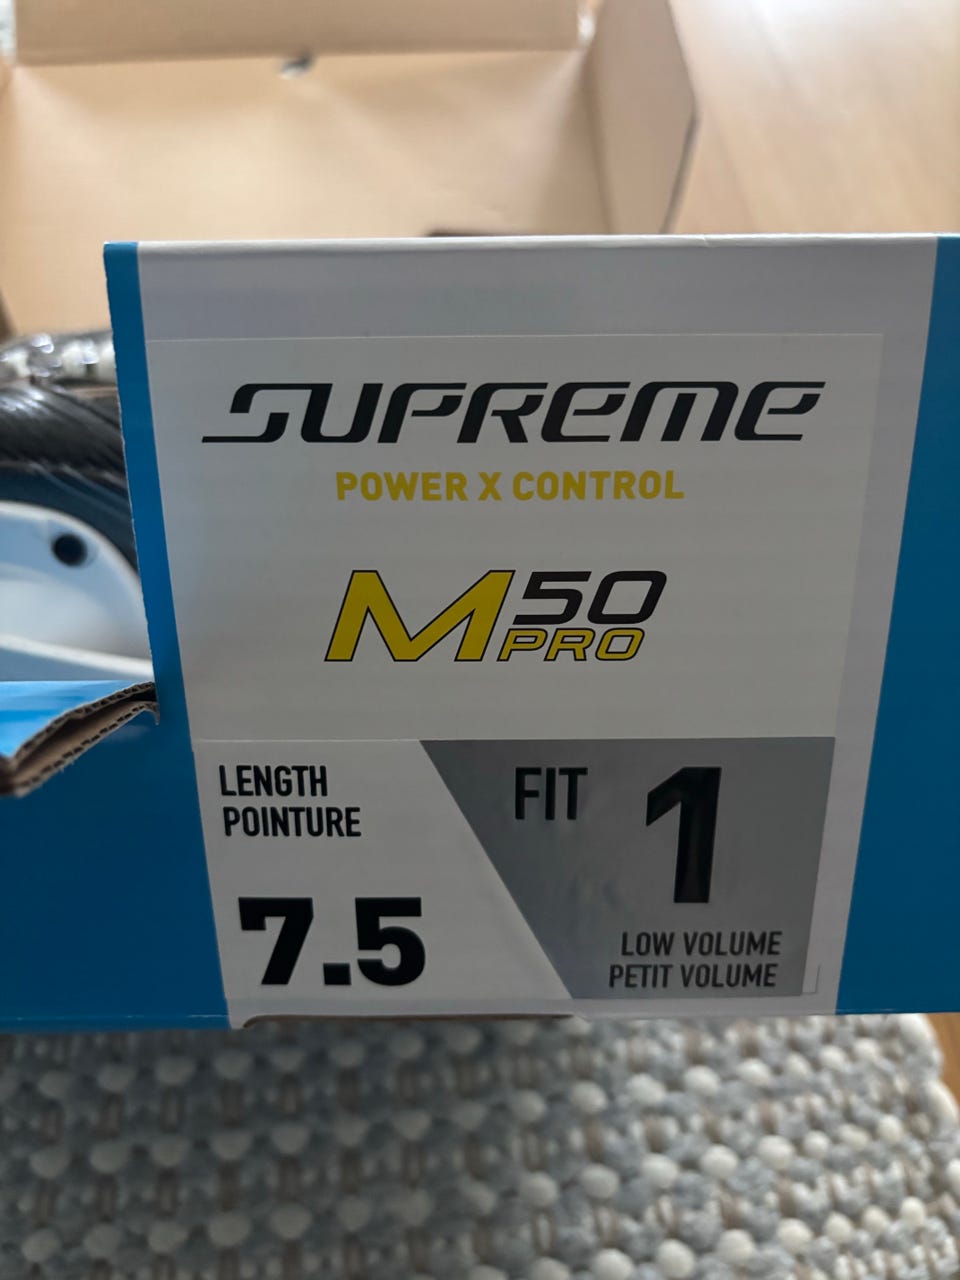 SUPREME
POWER X CONTROL
M50
PRO
LENGTH
POINTURE
7.5
FIT 1
LOW VOLUME
PETIT VOLUME